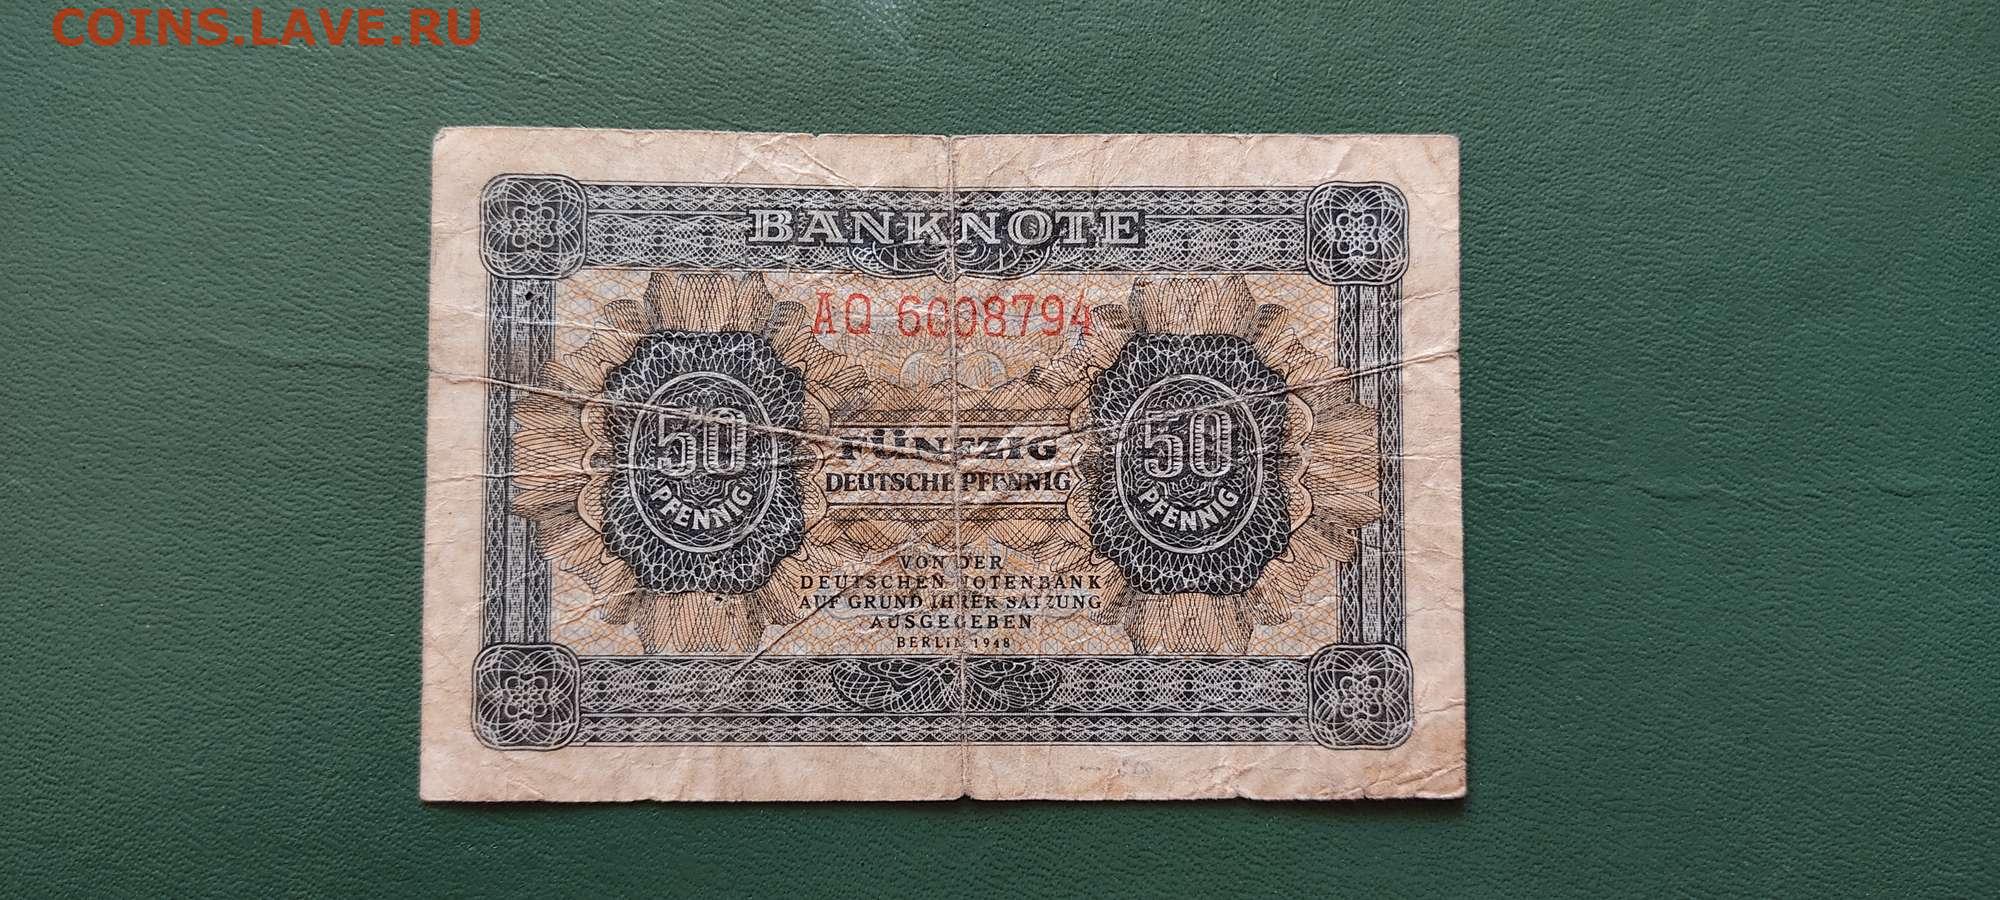 COINS.LAVE.RU
BANKNOTE
AQ 6008794
50
PFENNIG
FÜNFZIG
DEUTSCHE PFENNIG
50
PFENNIG
VON DER
DEUTSCHEN NOTENBANK
AUF GRUND IHRER SATZUNG
AUSGEGEBEN
BERLIN 1948